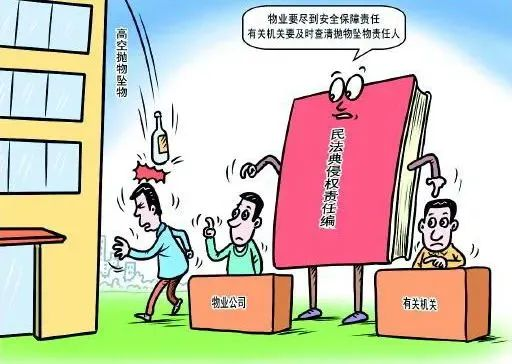 物业要尽到安全保障责任
有关机关要及时查清抛物坠物责任人
高空抛物坠物
民法典侵权责任编
物业公司
有关机关